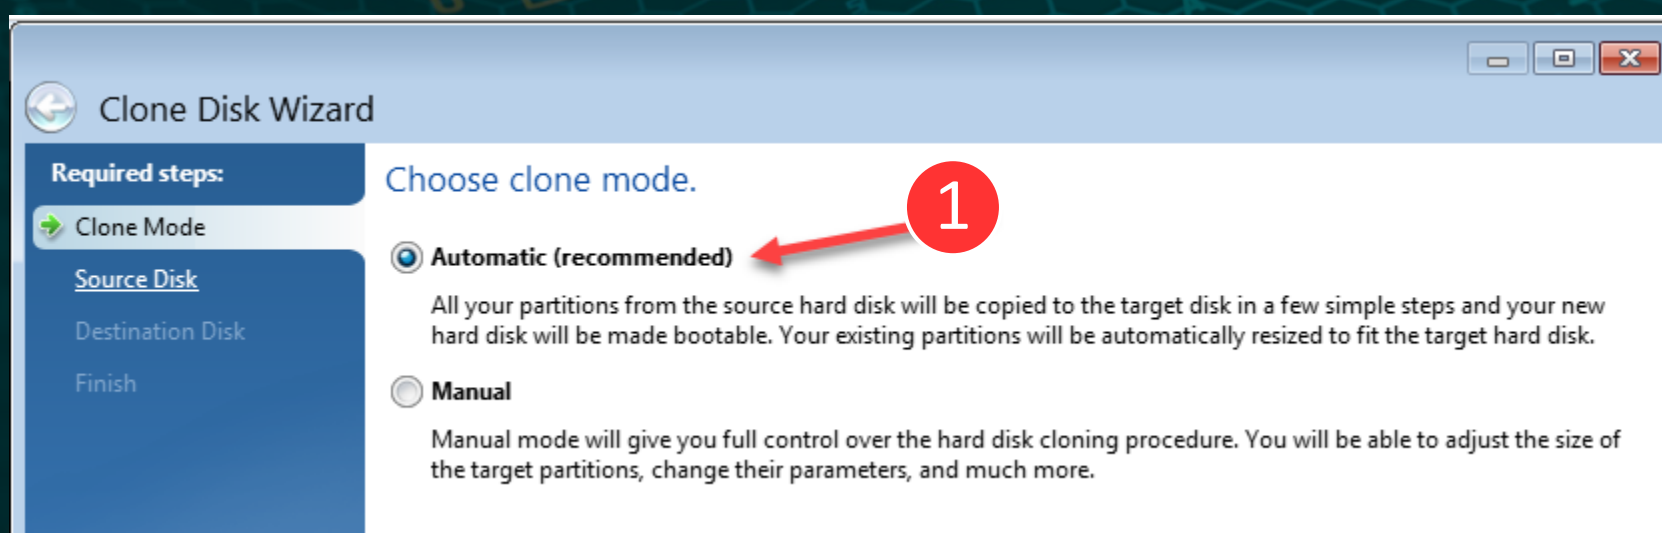 Clone Disk Wizard
Required steps:
Clone Mode
Source Disk
Destination Disk
Finish
Choose clone mode.
1
Automatic (recommended)
All your partitions from the source hard disk will be copied to the target disk in a few simple steps and your new
hard disk will be made bootable. Your existing partitions will be automatically resized to fit the target hard disk.
Manual
Manual mode will give you full control over the hard disk cloning procedure. You will be able to adjust the size of
the target partitions, change their parameters, and much more.